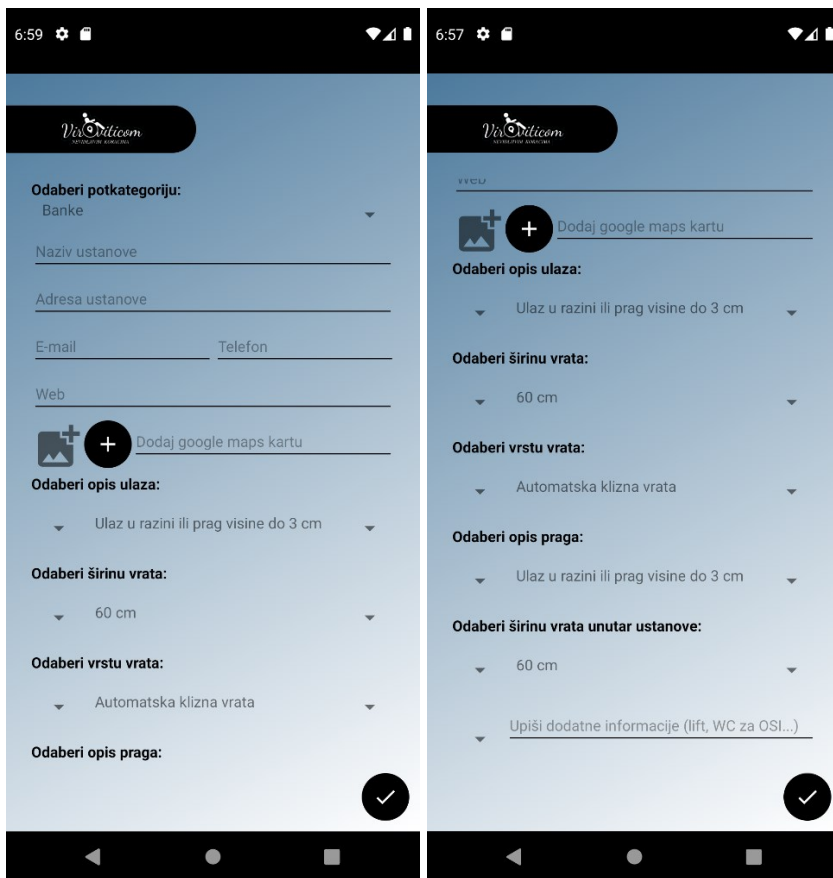 6:59
Viroviticom
NEVIDLJIVIM KORACIMA
Odaberi potkategoriju:
Banke
Naziv ustanove
Adresa ustanove
E-mail Telefon
Web
Dodaj google maps kartu
Odaberi opis ulaza:
Ulaz u razini ili prag visine do 3 cm
Odaberi širinu vrata:
60 cm
Odaberi vrstu vrata:
Automatska klizna vrata
Odaberi opis praga:
6:57
Viroviticom
NEVIDLJIVIM KORACIMA
Web
Dodaj google maps kartu
Odaberi opis ulaza:
Ulaz u razini ili prag visine do 3 cm
Odaberi širinu vrata:
60 cm
Odaberi vrstu vrata:
Automatska klizna vrata
Odaberi opis praga:
Ulaz u razini ili prag visine do 3 cm
Odaberi širinu vrata unutar ustanove:
60 cm
Upiši dodatne informacije (lift, WC za OSI...)